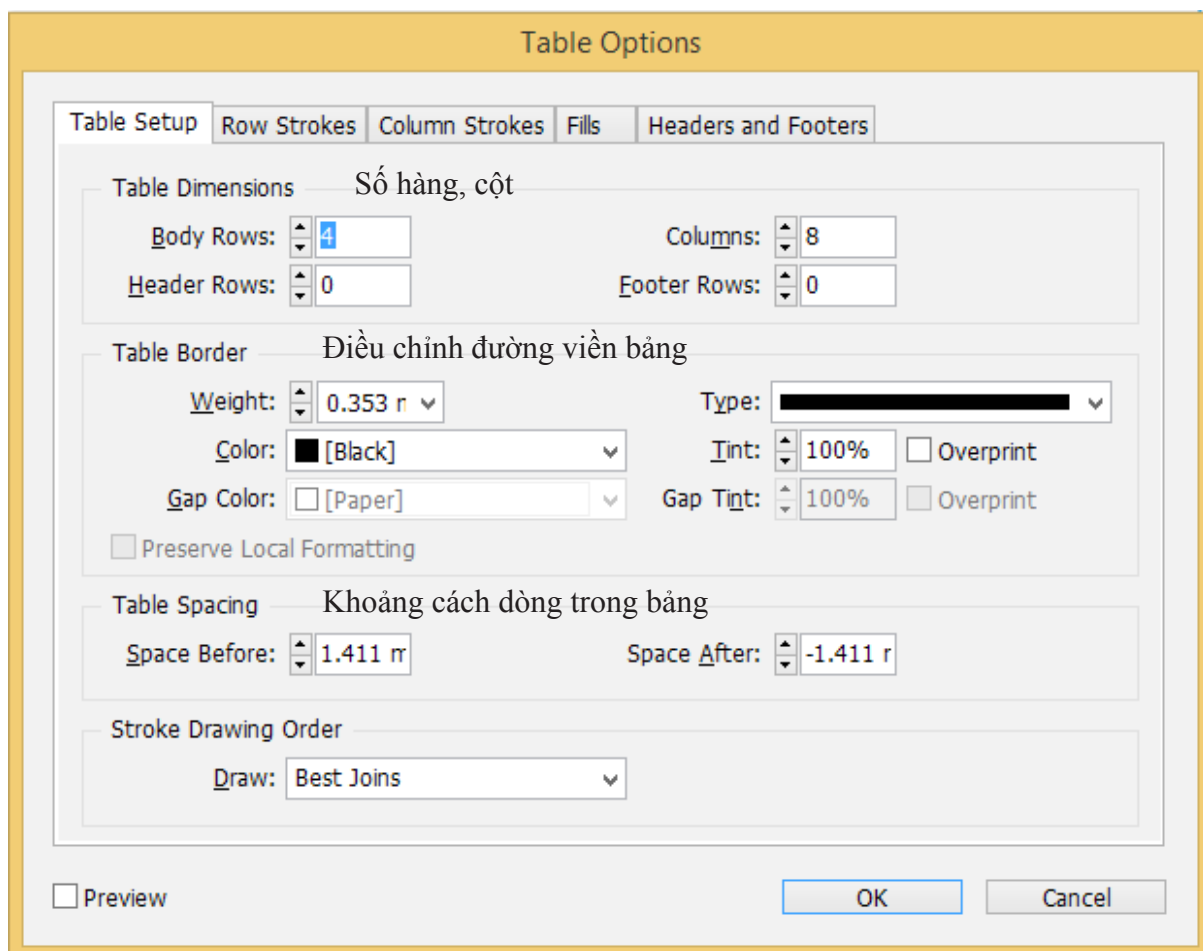 Table Options
Table Setup Row Strokes Column Strokes Fills Headers and Footers
Table Dimensions Số hàng, cột
Body Rows: 4 Columns: 8
Header Rows: 0 Footer Rows: 0
Table Border Điều chỉnh đường viền bảng
Weight: 0.353 Type:
Color: [Black] Tint: 100% Overprint
Gap Color: [Paper] Gap Tint: 100% Overprint
Preserve Local Formatting
Table Spacing Khoảng cách dòng trong bảng
Space Before: 1.411 Space After: -1.411
Stroke Drawing Order
Draw: Best Joins
Preview OK Cancel